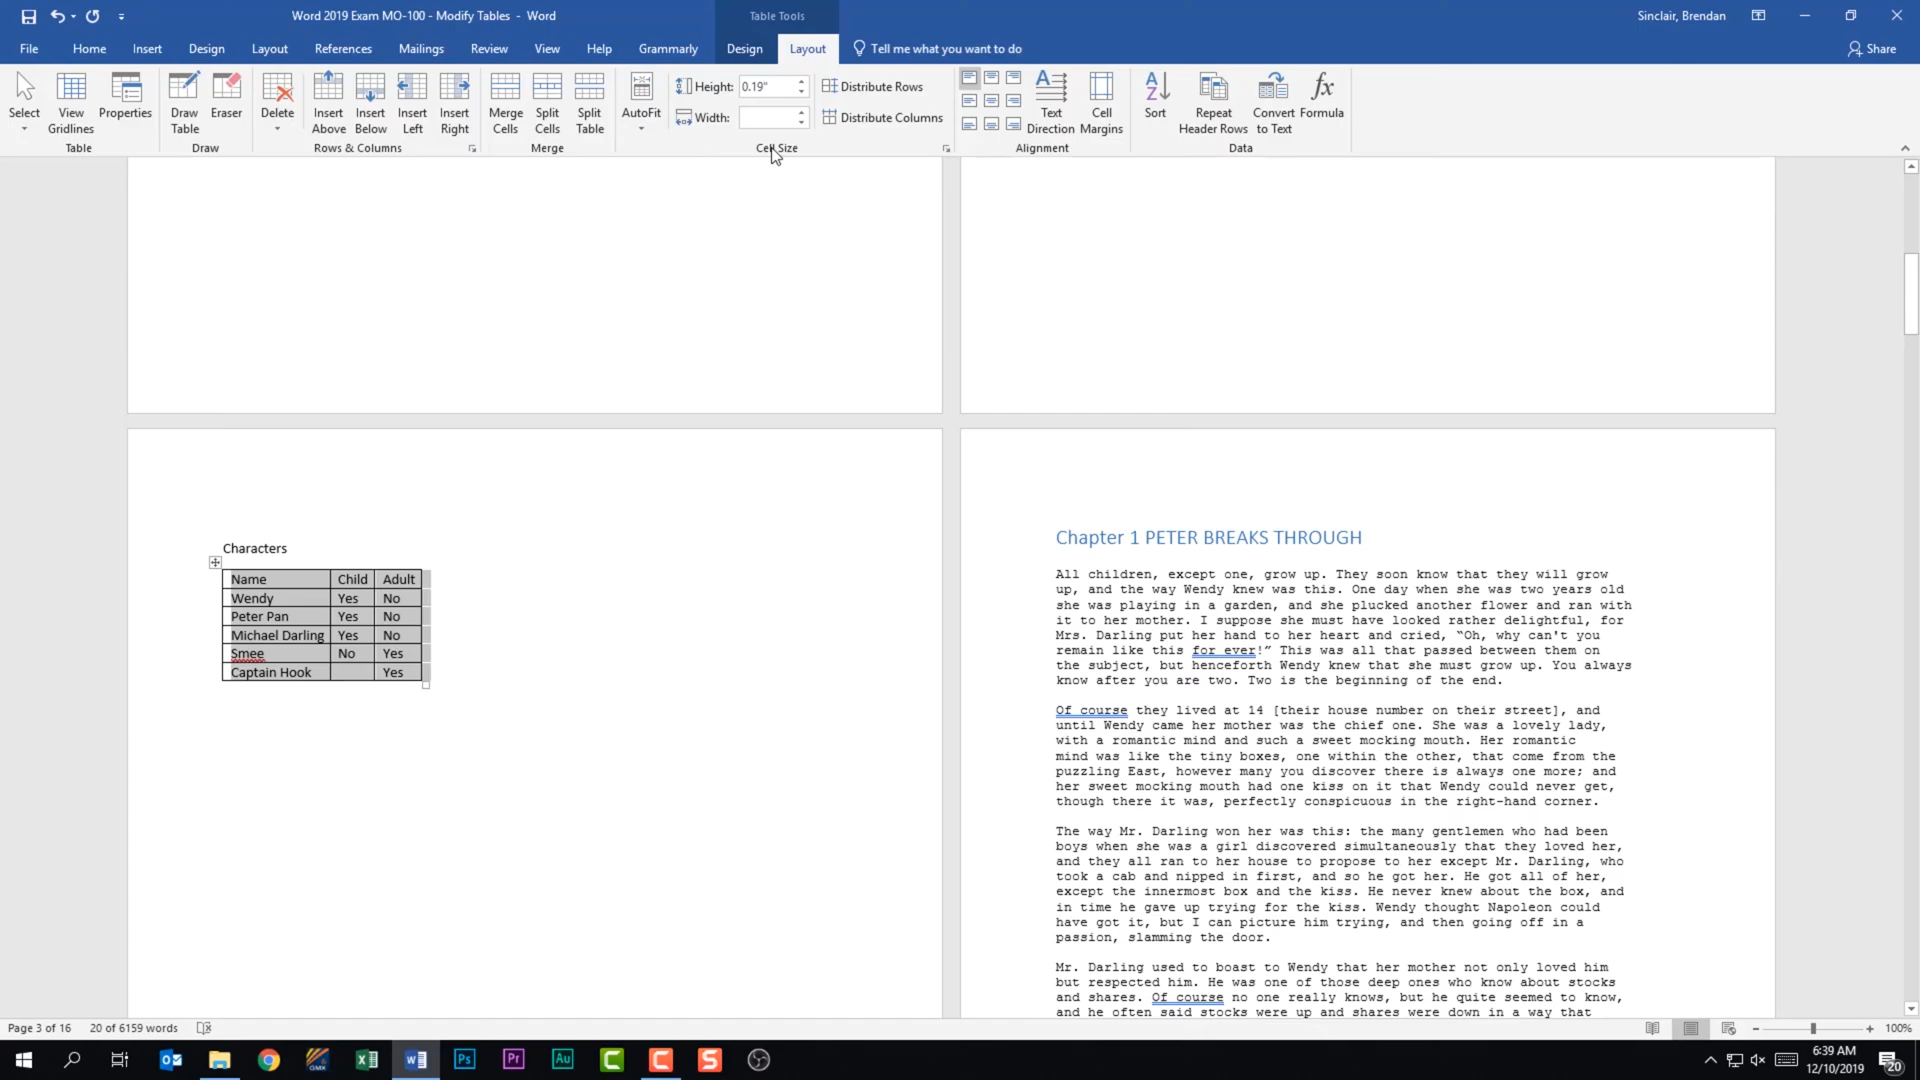 Word 2019 Exam MO-100 - Modify Tables - Word
Table Tools
Sinclair, Brendan
File Home Insert Design Layout References Mailings Review View Help Grammarly Design Layout Tell me what you want to do Share
Select
View Gridlines
Properties
Table
Draw Table
Eraser
Draw
Delete
Insert Above
Insert Below
Insert Left
Insert Right
Rows & Columns
Merge Cells
Split Cells
Split Table
Merge
AutoFit
Height: 0.19"
Width:
Distribute Rows
Distribute Columns
Cell Size
Text Direction
Cell Margins
Alignment
Sort
Repeat Header Rows
Convert to Text
Formula
Data
Characters
Name Child Adult
Wendy Yes No
Peter Pan Yes No
Michael Darling Yes No
Smee No Yes
Captain Hook Yes
Chapter 1 PETER BREAKS THROUGH
All children, except one, grow up. They soon know that they will grow
up, and the way Wendy knew was this. One day when she was two years old
she was playing in a garden, and she plucked another flower and ran with
it to her mother. I suppose she must have looked rather delightful, for
Mrs. Darling put her hand to her heart and cried, “Oh, why can't you
remain like this for ever!” This was all that passed between them on
the subject, but henceforth Wendy knew that she must grow up. You always
know after you are two. Two is the beginning of the end.
Of course they lived at 14 [their house number on their street], and
until Wendy came her mother was the chief one. She was a lovely lady,
with a romantic mind and such a sweet mocking mouth. Her romantic
mind was like the tiny boxes, one within the other, that come from the
puzzling East, however many you discover there is always one more; and
her sweet mocking mouth had one kiss on it that Wendy could never get,
though there it was, perfectly conspicuous in the right-hand corner.
The way Mr. Darling won her was this: the many gentlemen who had been
boys when she was a girl discovered simultaneously that they loved her,
and they all ran to her house to propose to her except Mr. Darling, who
took a cab and nipped in first, and so he got her. He got all of her,
except the innermost box and the kiss. He never knew about the box, and
in time he gave up trying for the kiss. Wendy thought Napoleon could
have got it, but I can picture him trying, and then going off in a
passion, slamming the door.
Mr. Darling used to boast to Wendy that her mother not only loved him
but respected him. He was one of those deep ones who know about stocks
and shares. Of course no one really knows, but he quite seemed to know,
and he often said stocks were up and shares were down in a way that
Page 3 of 16 20 of 6159 words
100%
6:39 AM
12/10/2019
20